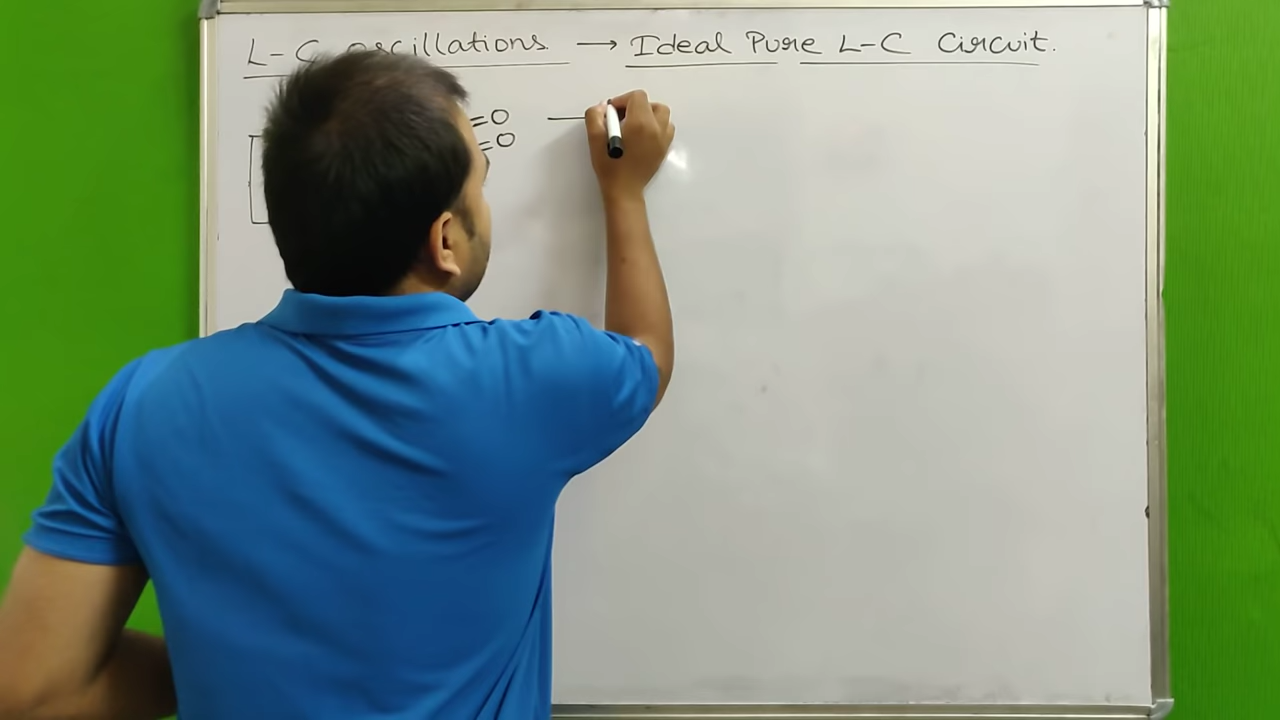 L-C oscillations → Ideal Pure L-C Circuit.
=0
=0